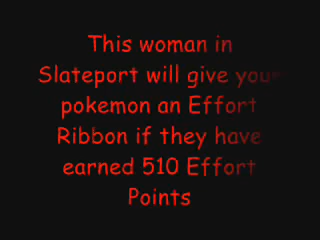 This woman in
Slateport will give your
pokemon an Effort
Ribbon if they have
earned 510 Effort
Points